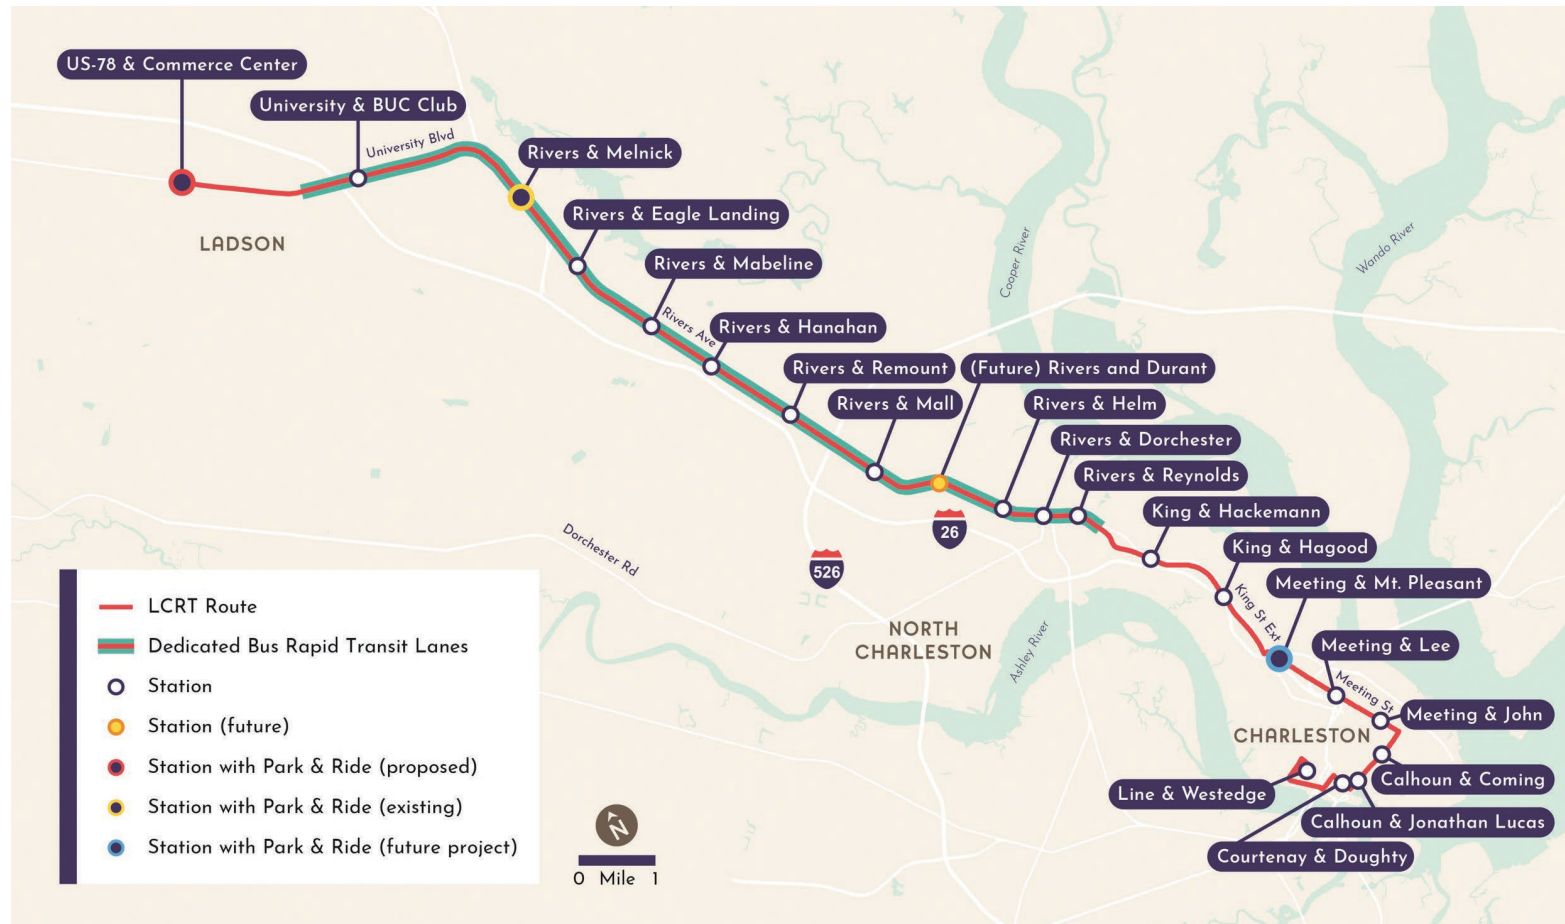 US-78 & Commerce Center
University & BUC Club
University Blvd
Rivers & Melnick
Rivers & Eagle Landing
LADSON
Rivers & Mabeline
Rivers Ave
Rivers & Hanahan
Cooper River
Wando River
Rivers & Remount
(Future) Rivers and Durant
Rivers & Mall
Rivers & Helm
Rivers & Dorchester
Rivers & Reynolds
King & Hackemann
26
King & Hagood
Dorchester Rd
526
Meeting & Mt. Pleasant
King St Ext
NORTH
CHARLESTON
Ashley River
Meeting & Lee
Meeting St
Meeting & John
CHARLESTON
Calhoun & Coming
Line & Westedge
Calhoun & Jonathan Lucas
Courtenay & Doughty
LCRT Route
Dedicated Bus Rapid Transit Lanes
Station
Station (future)
Station with Park & Ride (proposed)
Station with Park & Ride (existing)
Station with Park & Ride (future project)
N
0 Mile 1